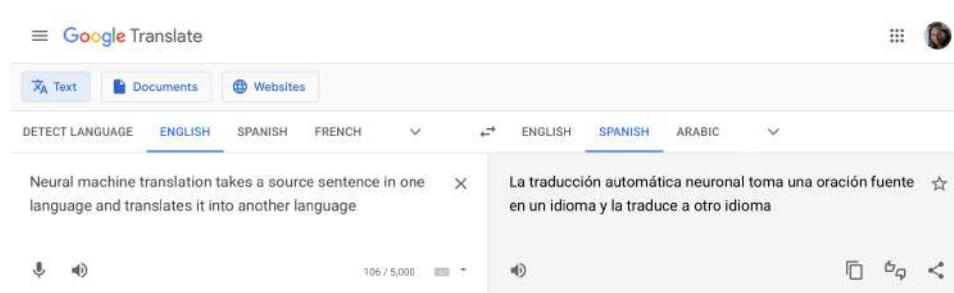 Google Translate
Text Documents Websites
DETECT LANGUAGE ENGLISH SPANISH FRENCH ENGLISH SPANISH ARABIC
Neural machine translation takes a source sentence in one
language and translates it into another language
106 / 5,000
La traducción automática neuronal toma una oración fuente
en un idioma y la traduce a otro idioma